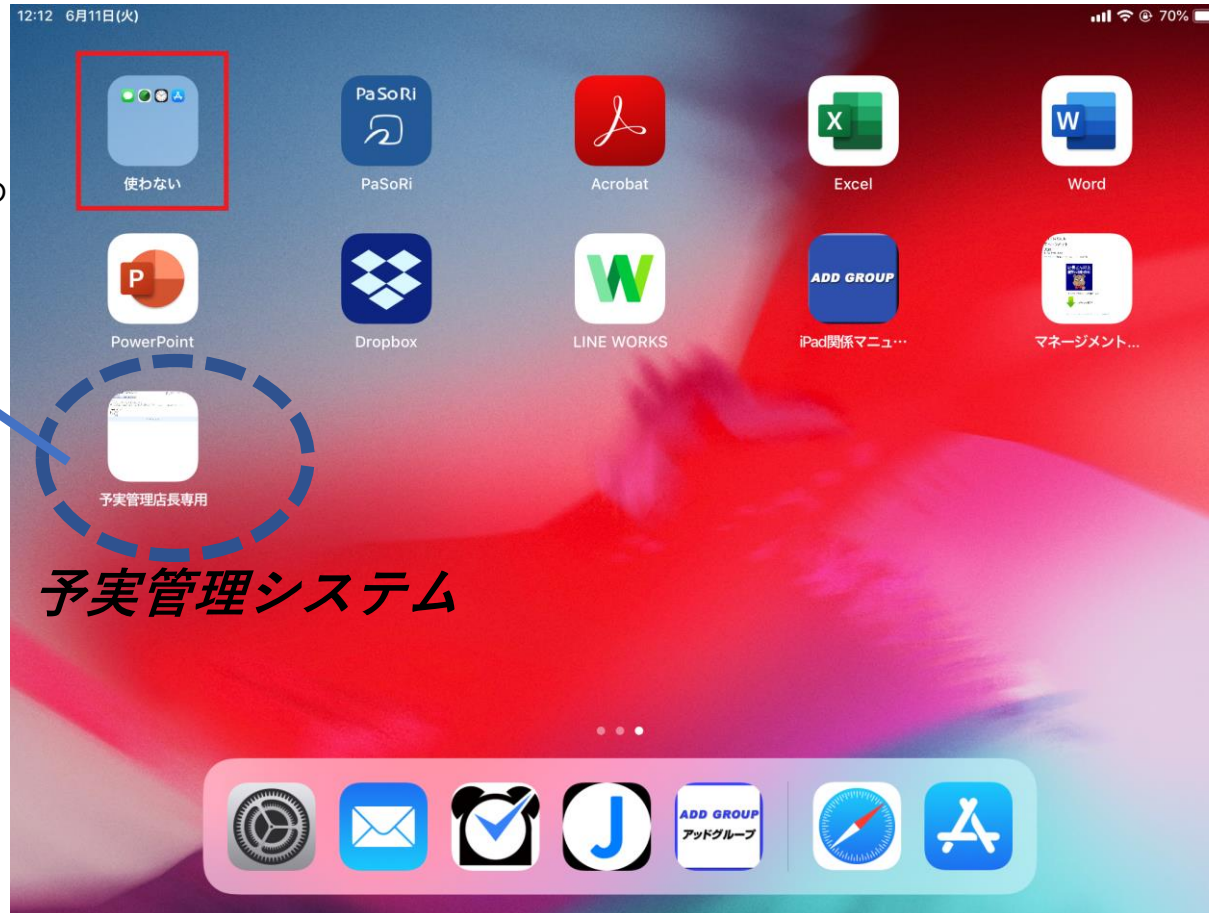 12:12 6月11日(火)
70%
PaSoRi
X
W
使わない
PaSoRi
Acrobat
Excel
Word
P
W
ADD GROUP
PowerPoint
Dropbox
LINE WORKS
iPad関係マニュ…
マネージメント...
予実管理店長専用
予実管理システム
J
ADD GROUP
アッドグループ